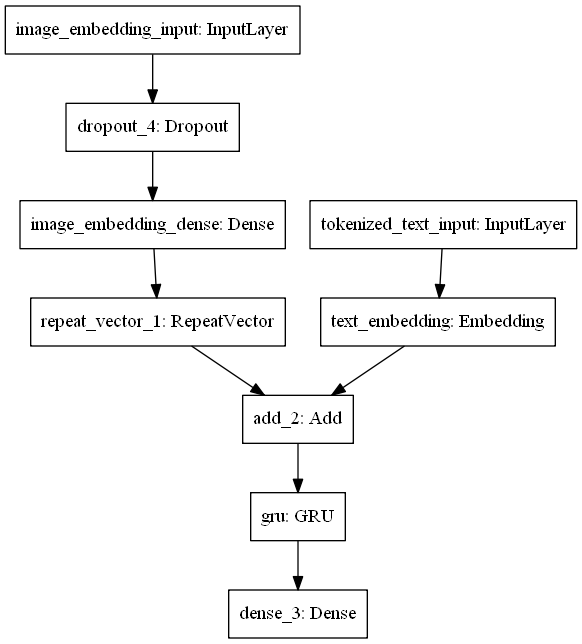 image_embedding_input: InputLayer
dropout_4: Dropout
image_embedding_dense: Dense
tokenized_text_input: InputLayer
repeat_vector_1: RepeatVector
text_embedding: Embedding
add_2: Add
gru: GRU
dense_3: Dense